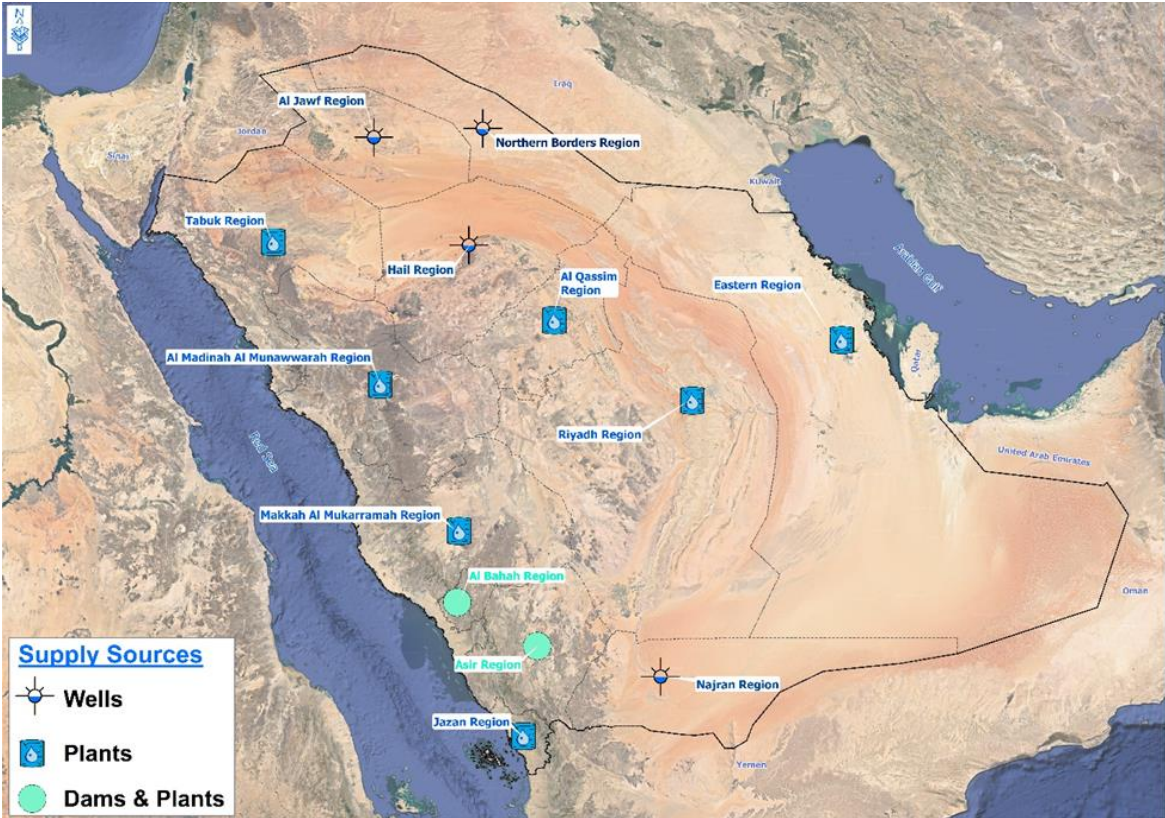 N
Iraq
Al Jawf Region
Jordan
Northern Borders Region
Sinai
Kuwait
Tabuk Region
Hail Region
Al Qassim
Region
Eastern Region
Arabian Gulf
Al Madinah Al Munawwarah Region
Qatar
Riyadh Region
Red Sea
United Arab Emirates
Makkah Al Mukarramah Region
Al Bahah Region
Oman
Asir Region
Najran Region
Jazan Region
Yemen
Supply Sources
Wells
Plants
Dams & Plants